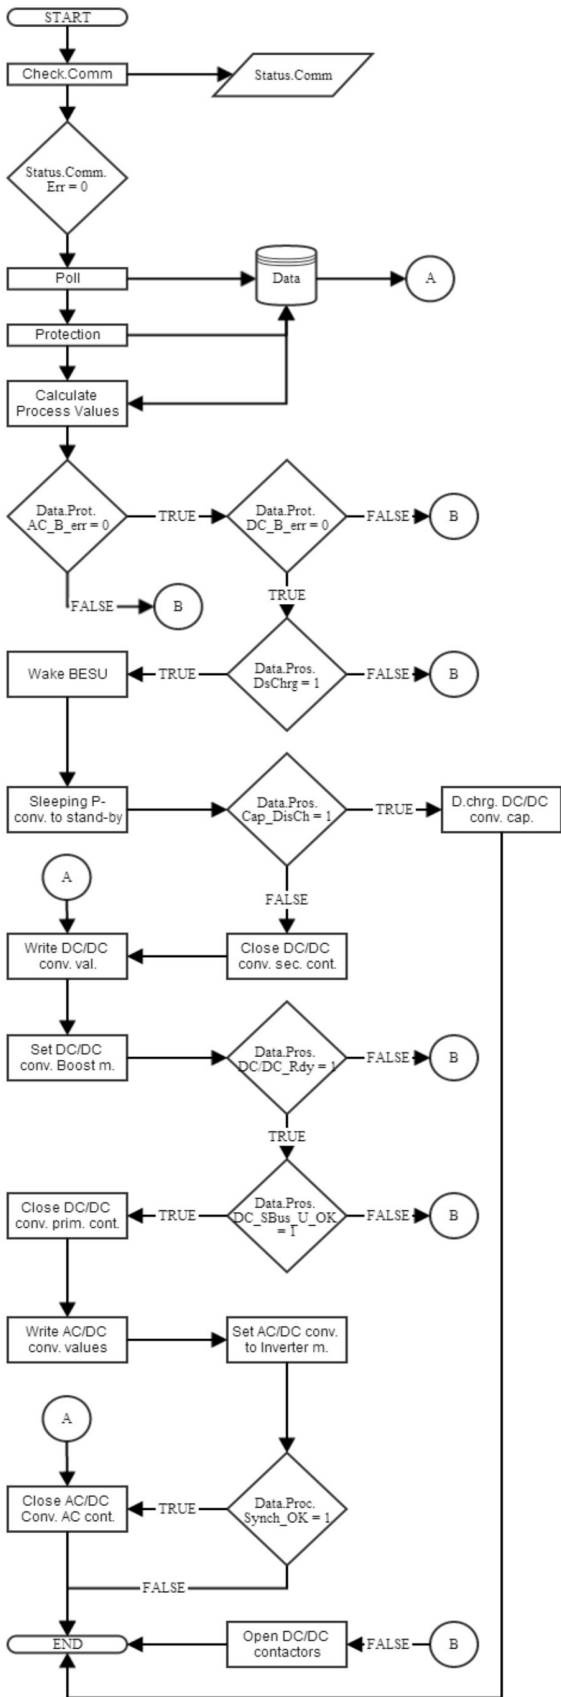 START
Check.Comm
Status.Comm
Status.Comm.
Err = 0
Poll
Data
A
Protection
Calculate
Process Values
Data.Prot.
AC_B_err = 0
TRUE
Data.Prot.
DC_B_err = 0
FALSE
B
FALSE
B
TRUE
Wake BESU
TRUE
Data.Pros.
DsChrg = 1
FALSE
B
Sleeping P-
conv. to stand-by
Data.Pros.
Cap_DisCh = 1
TRUE
D.chrg. DC/DC
conv. cap.
A
FALSE
Write DC/DC
conv. val.
Close DC/DC
conv. sec. cont.
Set DC/DC
conv. Boost m.
Data.Pros.
DC/DC_Rdy = 1
FALSE
B
TRUE
Close DC/DC
conv. prim. cont.
TRUE
Data.Pros.
DC_SBus_U_OK
= 1
FALSE
B
Write AC/DC
conv. values
Set AC/DC conv.
to Inverter m.
A
Close AC/DC
Conv. AC cont.
TRUE
Data.Proc.
Synch_OK = 1
FALSE
END
Open DC/DC
contactors
FALSE
B